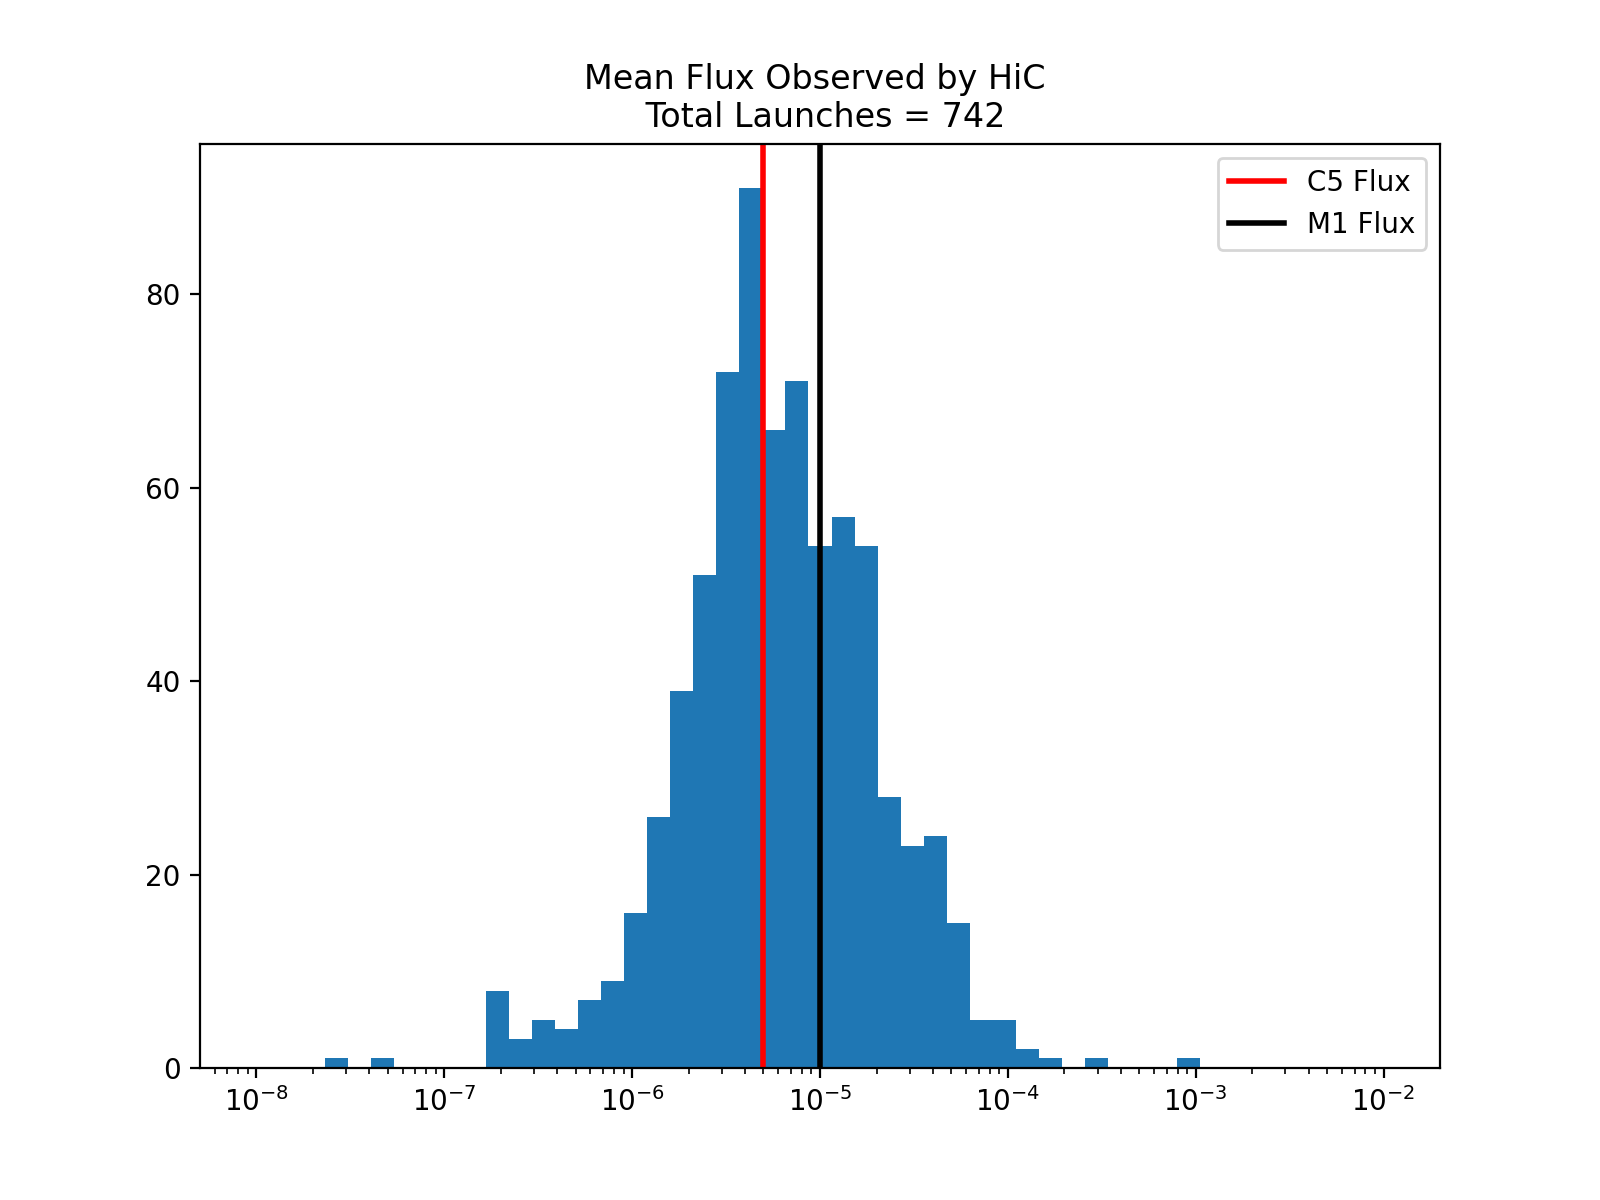 Mean Flux Observed by HiC
Total Launches = 742
C5 Flux
M1 Flux
80
60
40
20
0
10⁻⁸ 10⁻⁷ 10⁻⁶ 10⁻⁵ 10⁻⁴ 10⁻³ 10⁻²